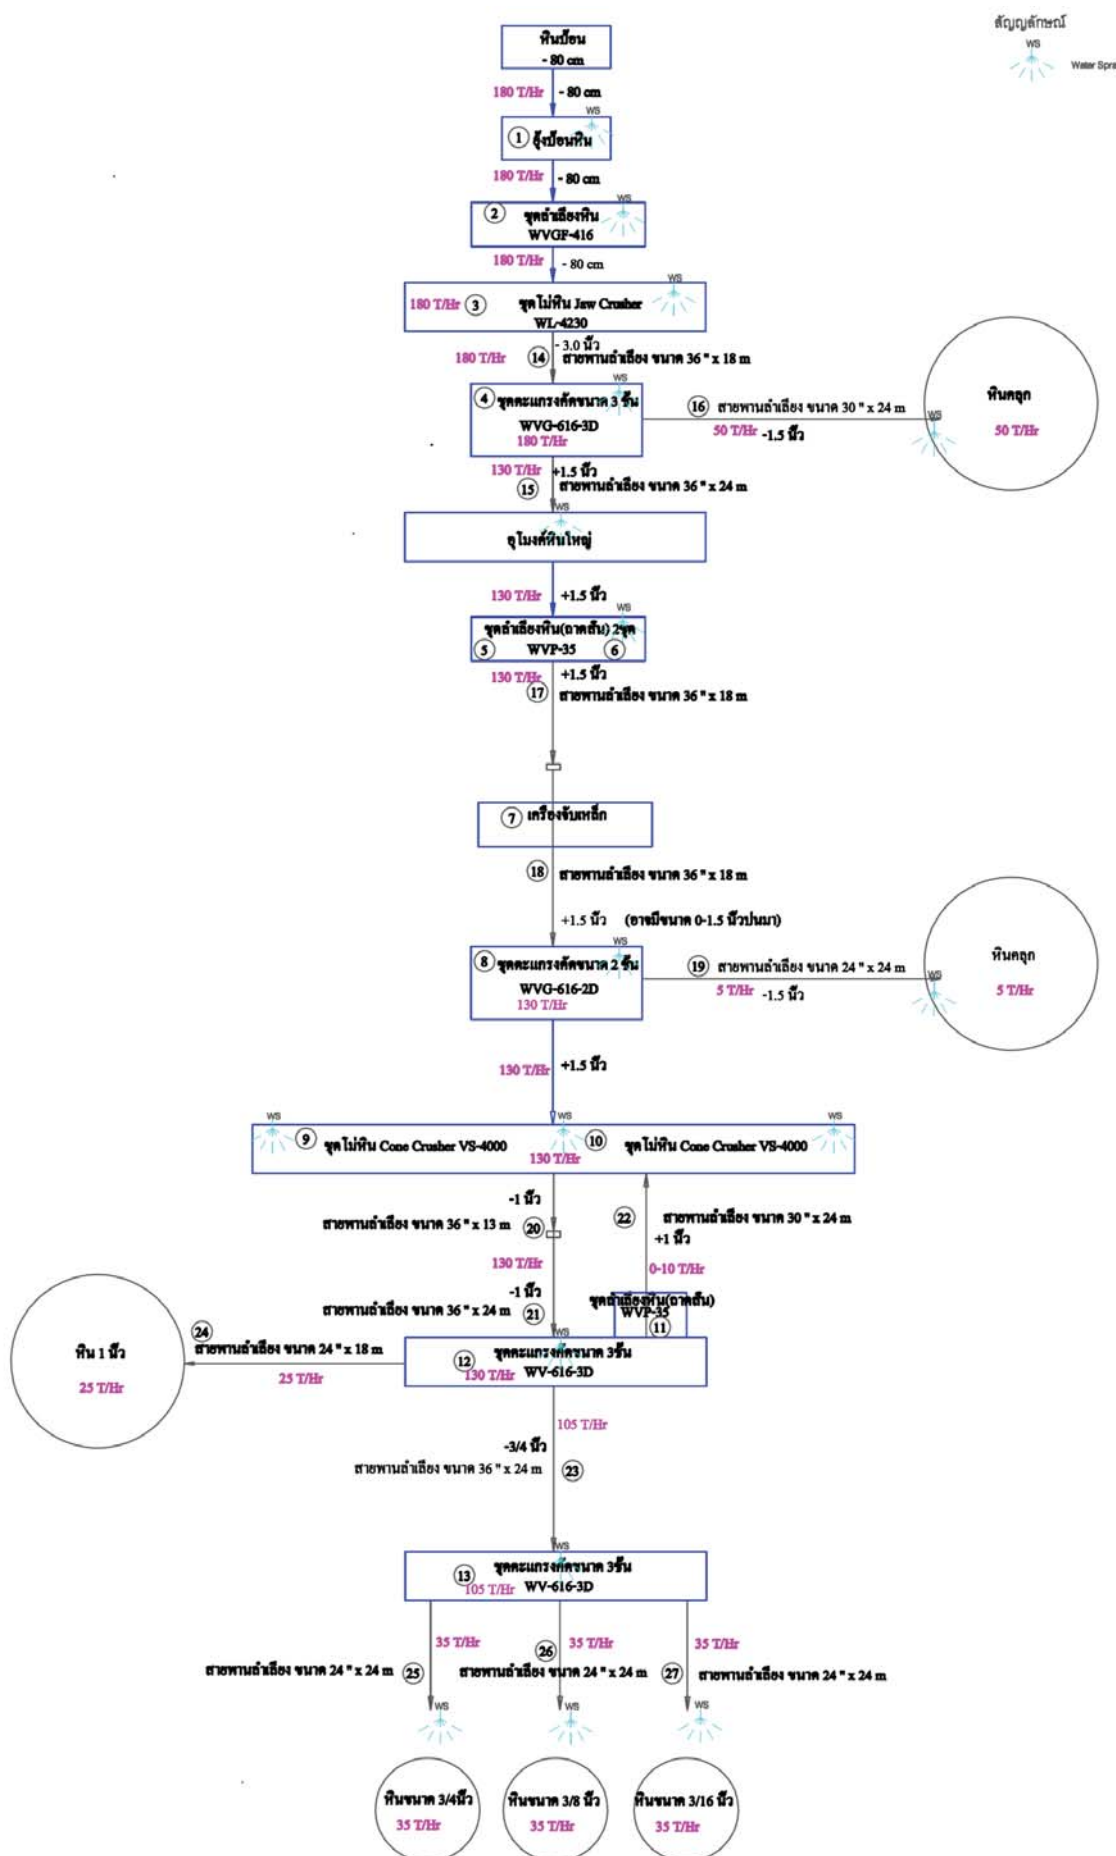 สัญญลักษณ์
WS
Water Spra
หินป้อน
- 80 cm
180 T/Hr - 80 cm
WS
1 ยุ้งป้อนหิน
180 T/Hr - 80 cm
WS
2 ชุดลำเลียงหิน
WVGF-416
180 T/Hr - 80 cm
WS
180 T/Hr 3 ชุดโม่หิน Jaw Crusher
WL-4230
- 3.0 นิ้ว
180 T/Hr 14 สายพานลำเลียง ขนาด 36 " x 18 m
WS
4 ชุดตะแกรงคัดขนาด 3 ชั้น
WVG-616-3D
180 T/Hr
16 สายพานลำเลียง ขนาด 30 " x 24 m
50 T/Hr -1.5 นิ้ว
WS
หินคลุก
50 T/Hr
130 T/Hr +1.5 นิ้ว
15 สายพานลำเลียง ขนาด 36 " x 24 m
WS
อุโมงค์หินใหญ่
130 T/Hr +1.5 นิ้ว
WS
ชุดลำเลียงหิน(ถาดสั่น) 2ชุด
5 WVP-35 6
130 T/Hr +1.5 นิ้ว
17 สายพานลำเลียง ขนาด 36 " x 18 m
7 เครื่องจับเหล็ก
18 สายพานลำเลียง ขนาด 36 " x 18 m
+1.5 นิ้ว (อาจมีขนาด 0-1.5 นิ้วปนมา)
WS
8 ชุดตะแกรงคัดขนาด 2 ชั้น
WVG-616-2D
130 T/Hr
19 สายพานลำเลียง ขนาด 24 " x 24 m
5 T/Hr -1.5 นิ้ว
WS
หินคลุก
5 T/Hr
130 T/Hr +1.5 นิ้ว
WS WS WS
9 ชุดโม่หิน Cone Crusher VS-4000 10 ชุดโม่หิน Cone Crusher VS-4000
130 T/Hr
-1 นิ้ว
สายพานลำเลียง ขนาด 36 " x 13 m 20
22 สายพานลำเลียง ขนาด 30 " x 24 m
+1 นิ้ว
130 T/Hr
0-10 T/Hr
-1 นิ้ว
สายพานลำเลียง ขนาด 36 " x 24 m 21
ชุดลำเลียงหิน(ถาดสั่น)
WVP-35
11
WS
12 ชุดตะแกรงคัดขนาด 3ชั้น
130 T/Hr WV-616-3D
24
สายพานลำเลียง ขนาด 24 " x 18 m
25 T/Hr
หิน 1 นิ้ว
25 T/Hr
105 T/Hr
-3/4 นิ้ว
สายพานลำเลียง ขนาด 36 " x 24 m 23
WS
13 ชุดตะแกรงคัดขนาด 3ชั้น
105 T/Hr WV-616-3D
35 T/Hr 35 T/Hr 35 T/Hr
สายพานลำเลียง ขนาด 24 " x 24 m 25
26 สายพานลำเลียง ขนาด 24 " x 24 m
27 สายพานลำเลียง ขนาด 24 " x 24 m
WS WS WS
หินขนาด 3/4นิ้ว
35 T/Hr
หินขนาด 3/8 นิ้ว
35 T/Hr
หินขนาด 3/16 นิ้ว
35 T/Hr